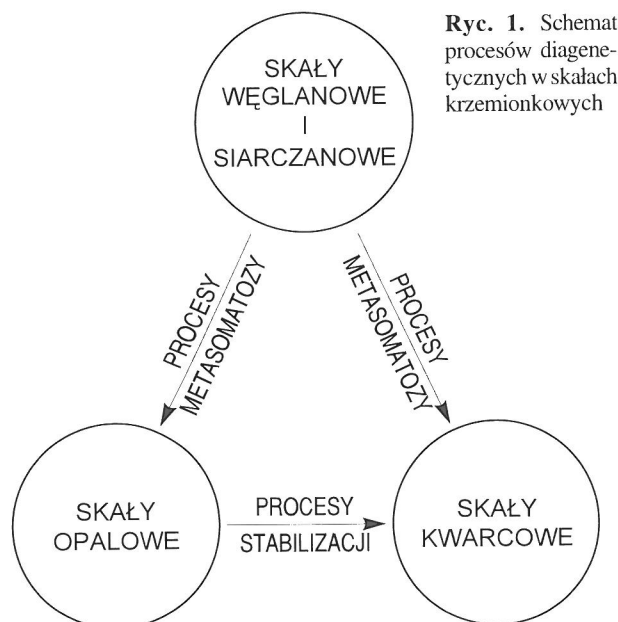 Ryc. 1. Schemat
procesów diagene-
tycznych w skałach
krzemionkowych
SKAŁY
WĘGLANOWE
I
SIARCZANOWE
PROCESY
METASOMATOZY
PROCESY
METASOMATOZY
SKAŁY
OPALOWE
PROCESY
STABILIZACJI
SKAŁY
KWARCOWE